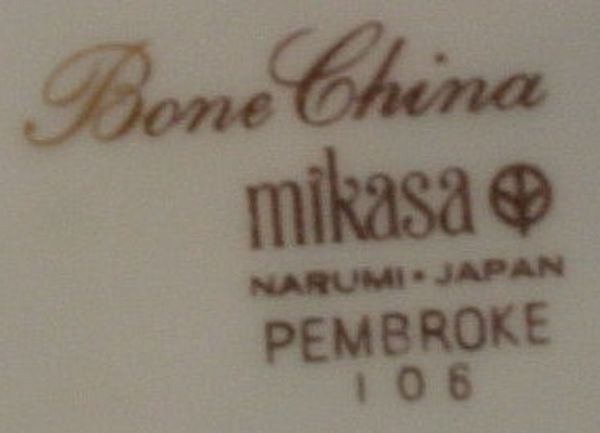 Bone China
mikasa
NARUMI · JAPAN
PEMBROKE
106